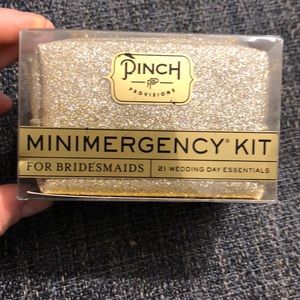 PINCH
PROVISIONS
MINIMERGENCY® KIT
FOR BRIDESMAIDS 21 WEDDING DAY ESSENTIALS